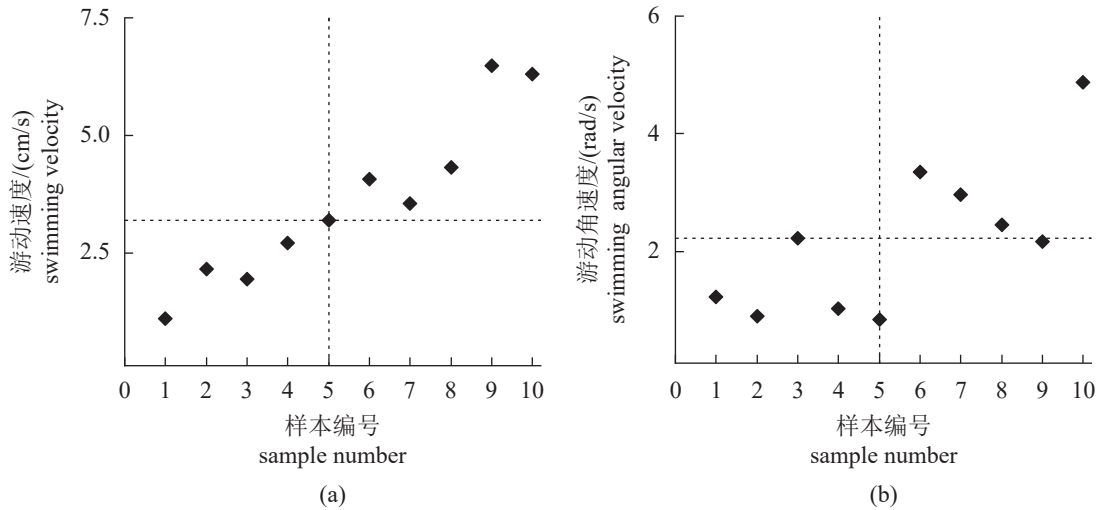 7.5
5.0
2.5
0 1 2 3 4 5 6 7 8 9 10
游动速度/(cm/s)
swimming velocity
样本编号
sample number
(a)
6
4
2
0 1 2 3 4 5 6 7 8 9 10
游动角速度/(rad/s)
swimming angular velocity
样本编号
sample number
(b)